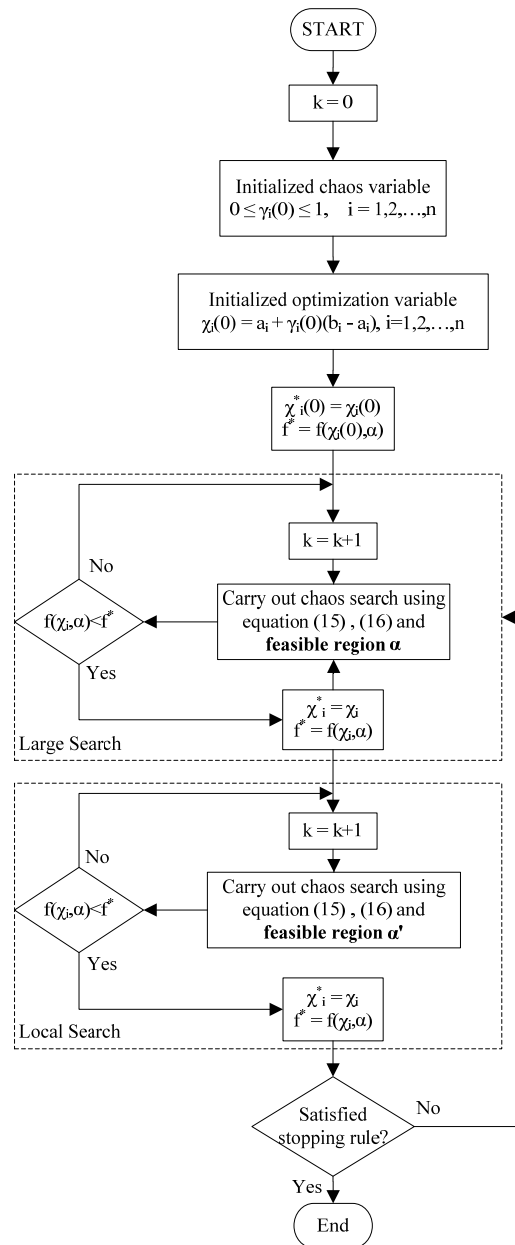 START
k = 0
Initialized chaos variable
0 ≤ γᵢ(0) ≤ 1,    i = 1,2,…,n
Initialized optimization variable
χᵢ(0) = aᵢ + γᵢ(0)(bᵢ - aᵢ), i=1,2,…,n
χ*ᵢ(0) = χᵢ(0)
f* = f(χᵢ(0),α)
k = k+1
No
Carry out chaos search using
equation (15) , (16) and
feasible region α
f(χᵢ,α)<f*
Yes
χ*ᵢ = χᵢ
f* = f(χᵢ,α)
Large Search
k = k+1
No
Carry out chaos search using
equation (15) , (16) and
feasible region α'
f(χᵢ,α)<f*
Yes
χ*ᵢ = χᵢ
f* = f(χᵢ,α)
Local Search
Satisfied
stopping rule?
No
Yes
End